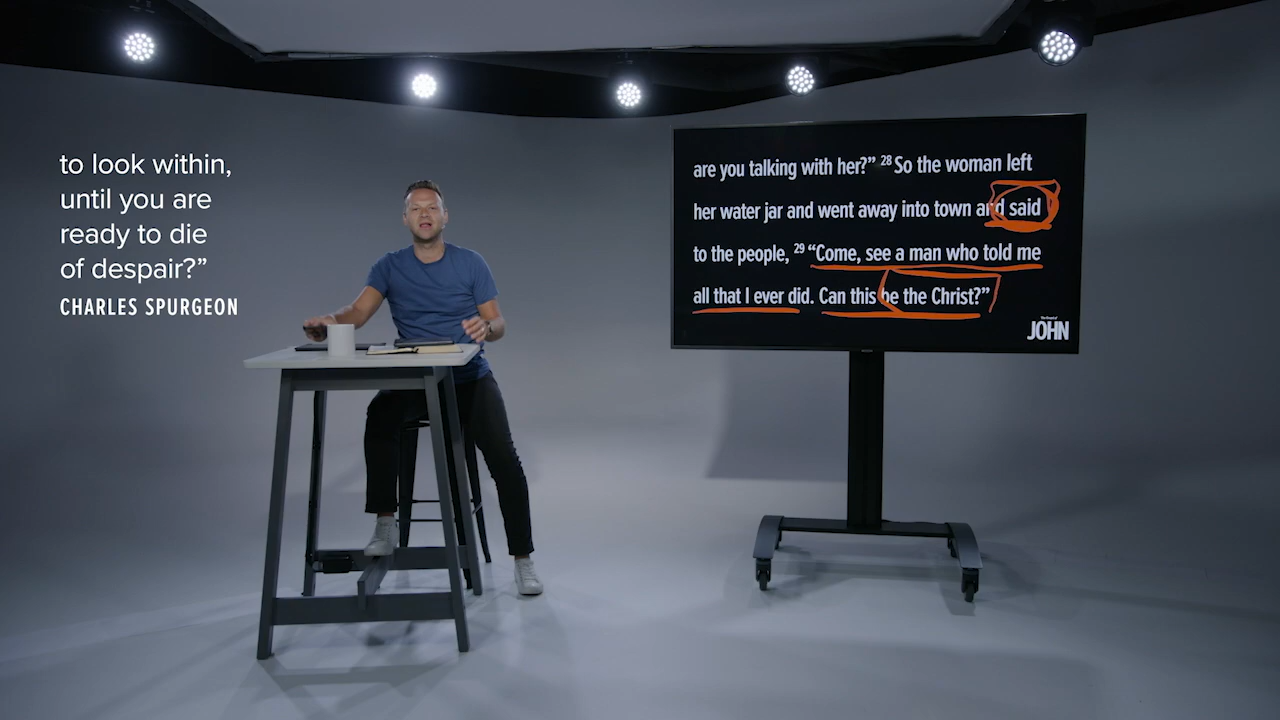 to look within,
until you are
ready to die
of despair?”
CHARLES SPURGEON
are you talking with her?” 28 So the woman left
her water jar and went away into town and said
to the people, 29 “Come, see a man who told me
all that I ever did. Can this be the Christ?”
JOHN